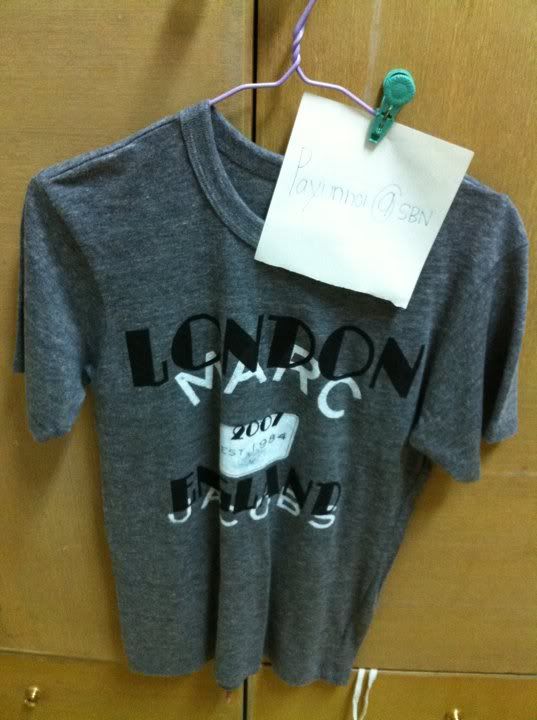 Payunnoi @ SBN
LONDON
MARC
2007
EST. 1984
ENGLAND
JACOBS